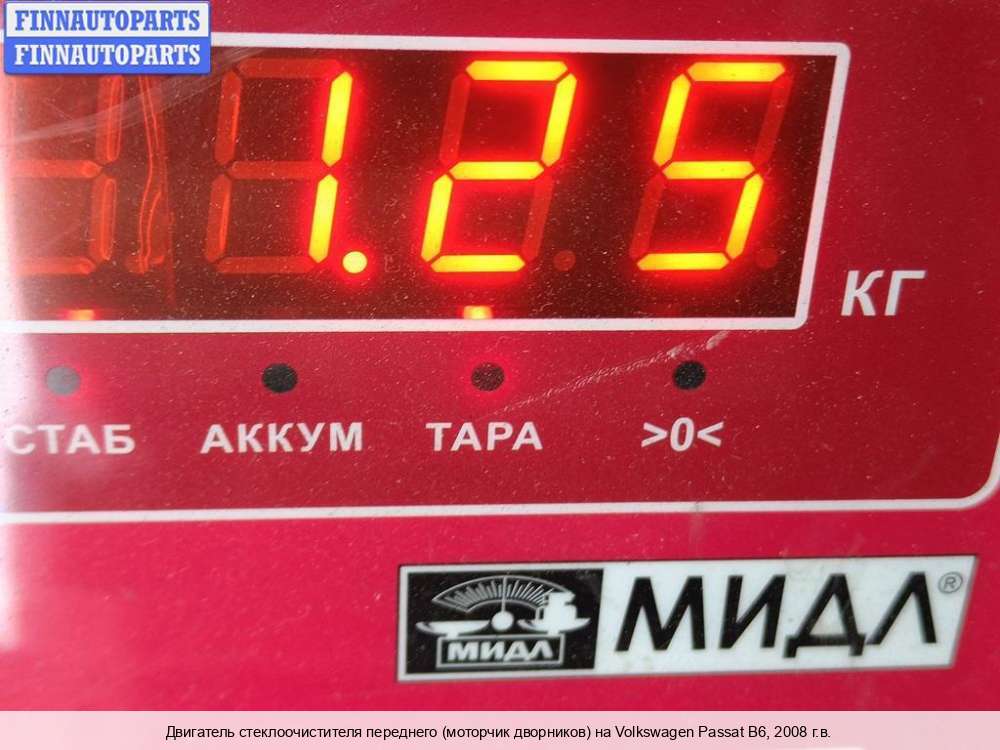 FINNAUTOPARTS
FINNAUTOPARTS
1.25
КГ
СТАБ АККУМ ТАРА >0<
МИДЛ МИДЛ®
Двигатель стеклоочистителя переднего (моторчик дворников) на Volkswagen Passat B6, 2008 г.в.